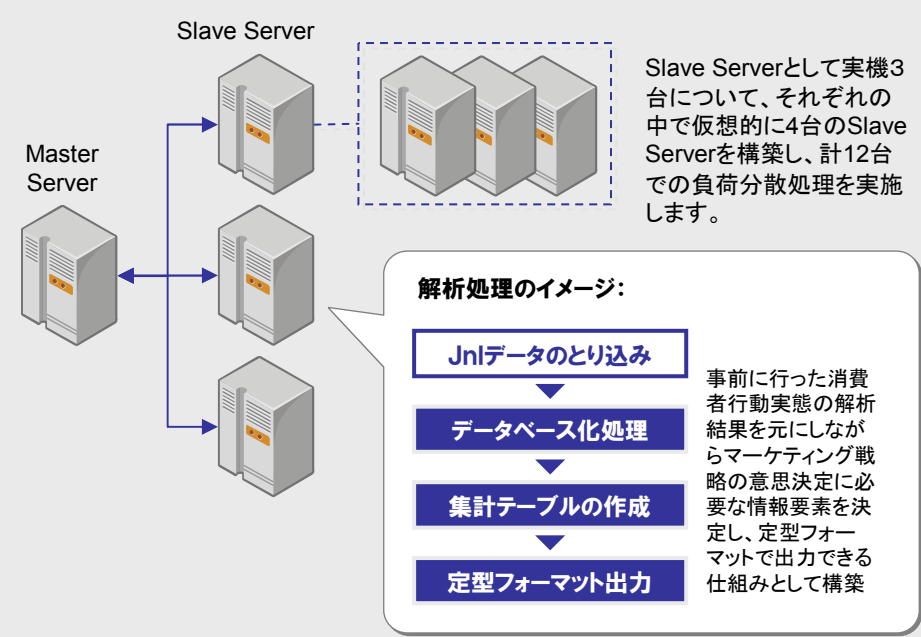 Slave Server
Slave Serverとして実機3
台について、それぞれの
中で仮想的に4台のSlave
Serverを構築し、計12台
での負荷分散処理を実施
します。
Master
Server
解析処理のイメージ：
Jnlデータのとり込み
データベース化処理
集計テーブルの作成
定型フォーマット出力
事前に行った消費
者行動実態の解析
結果を元にしなが
らマーケティング戦
略の意思決定に必
要な情報要素を決
定し、定型フォー
マットで出力できる
仕組みとして構築